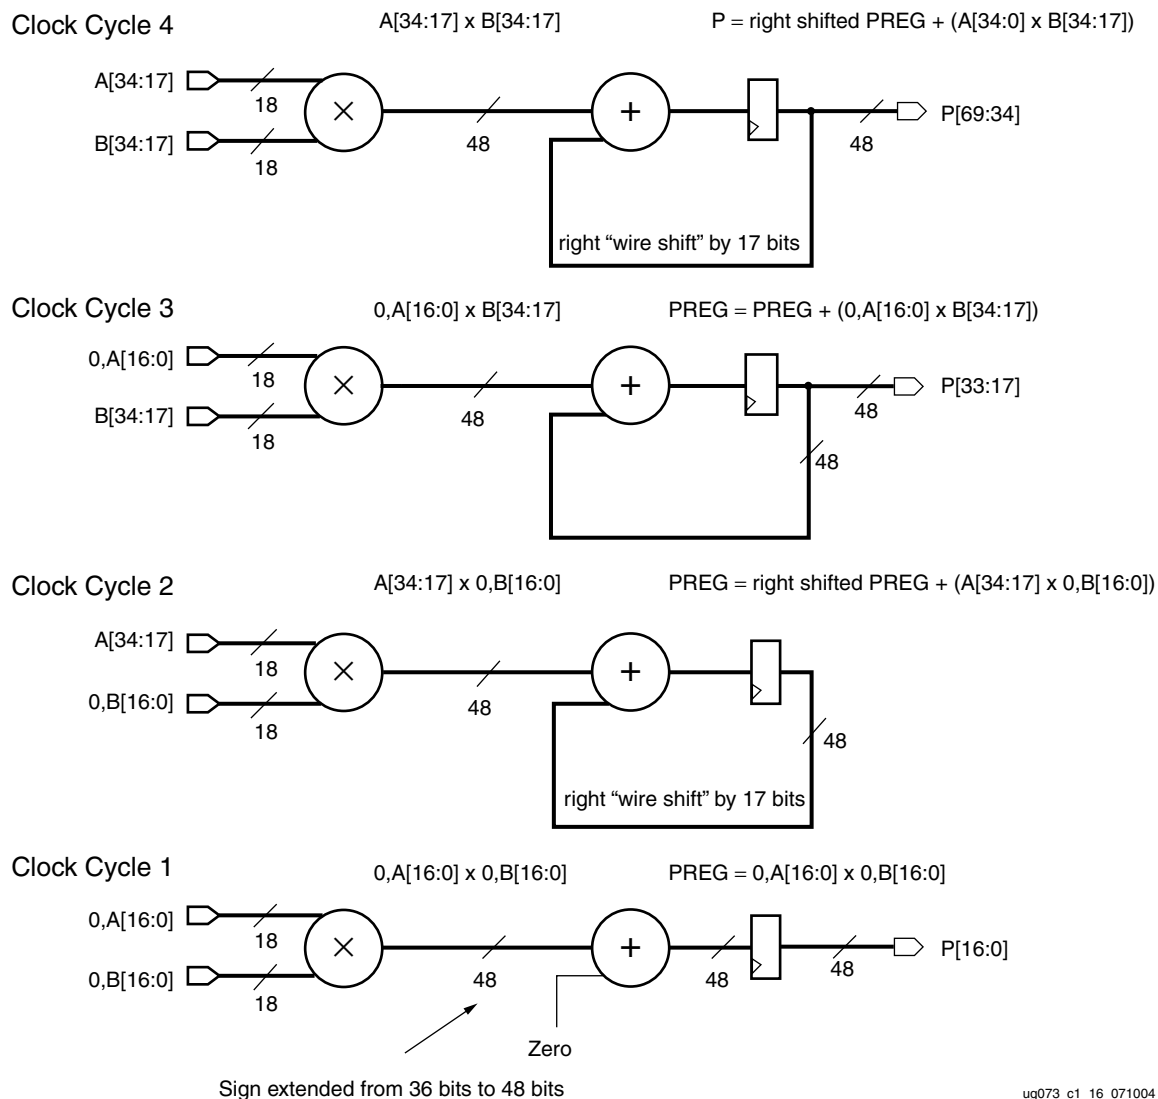 Clock Cycle 4
A[34:17] x B[34:17]
P = right shifted PREG + (A[34:0] x B[34:17])
A[34:17]
18
B[34:17]
18
×
48
+
48
P[69:34]
right “wire shift” by 17 bits
Clock Cycle 3
0,A[16:0] x B[34:17]
PREG = PREG + (0,A[16:0] x B[34:17])
0,A[16:0]
18
B[34:17]
18
×
48
+
48
P[33:17]
48
Clock Cycle 2
A[34:17] x 0,B[16:0]
PREG = right shifted PREG + (A[34:17] x 0,B[16:0])
A[34:17]
18
0,B[16:0]
18
×
48
+
48
right “wire shift” by 17 bits
Clock Cycle 1
0,A[16:0] x 0,B[16:0]
PREG = 0,A[16:0] x 0,B[16:0]
0,A[16:0]
18
0,B[16:0]
18
×
48
+
48
48
P[16:0]
Zero
Sign extended from 36 bits to 48 bits
ug073_c1_16_071004